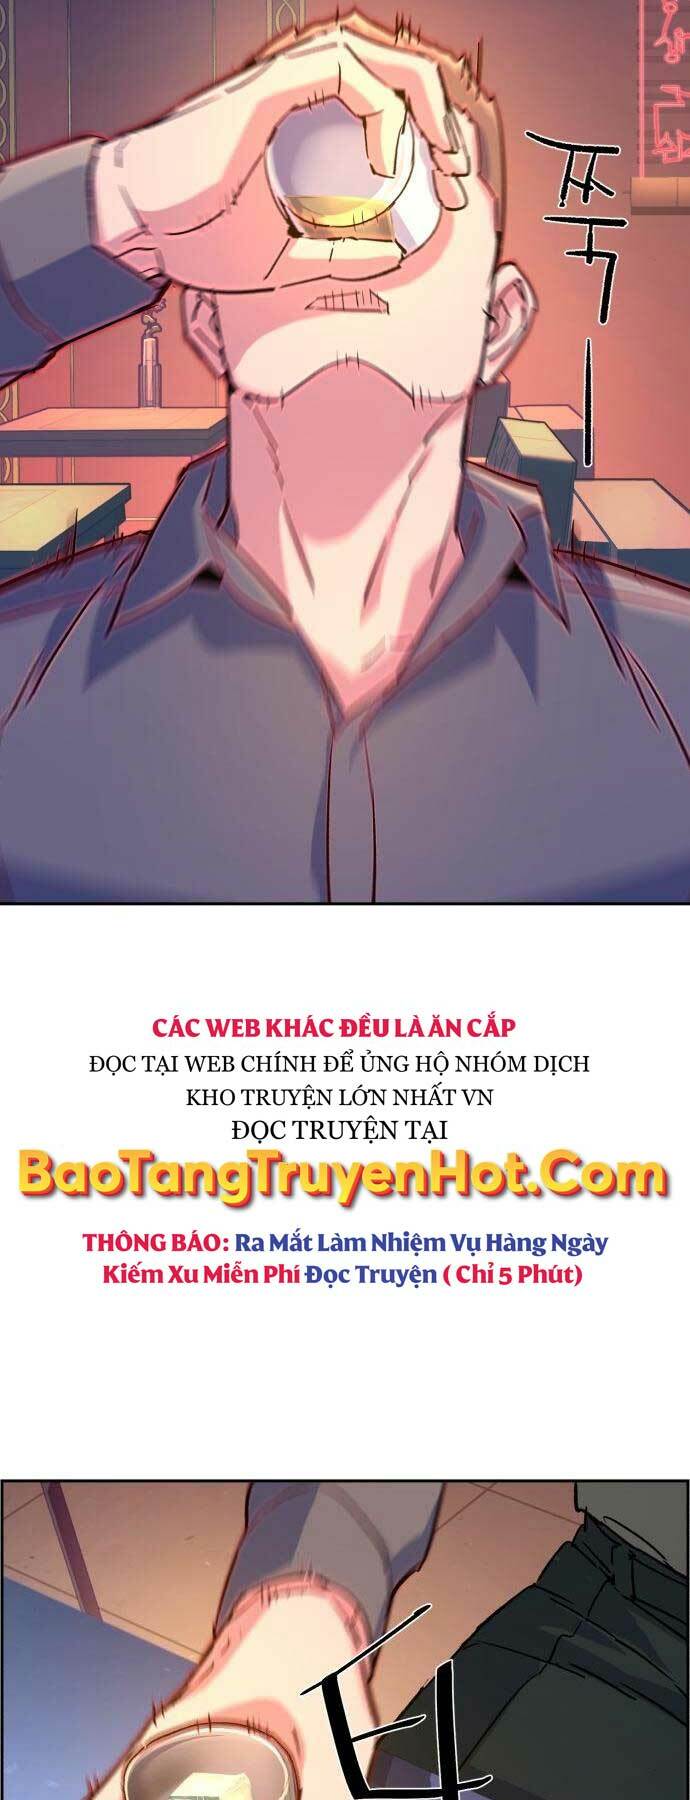 쭉
CÁC WEB KHÁC ĐỀU LÀ ĂN CẮP
ĐỌC TẠI WEB CHÍNH ĐỂ ỦNG HỘ NHÓM DỊCH
KHO TRUYỆN LỚN NHẤT VN
ĐỌC TRUYỆN TẠI
BaoTangTruyenHot.Com
THÔNG BÁO: Ra Mắt Làm Nhiệm Vụ Hàng Ngày
Kiếm Xu Miễn Phí Đọc Truyện ( Chỉ 5 Phút)